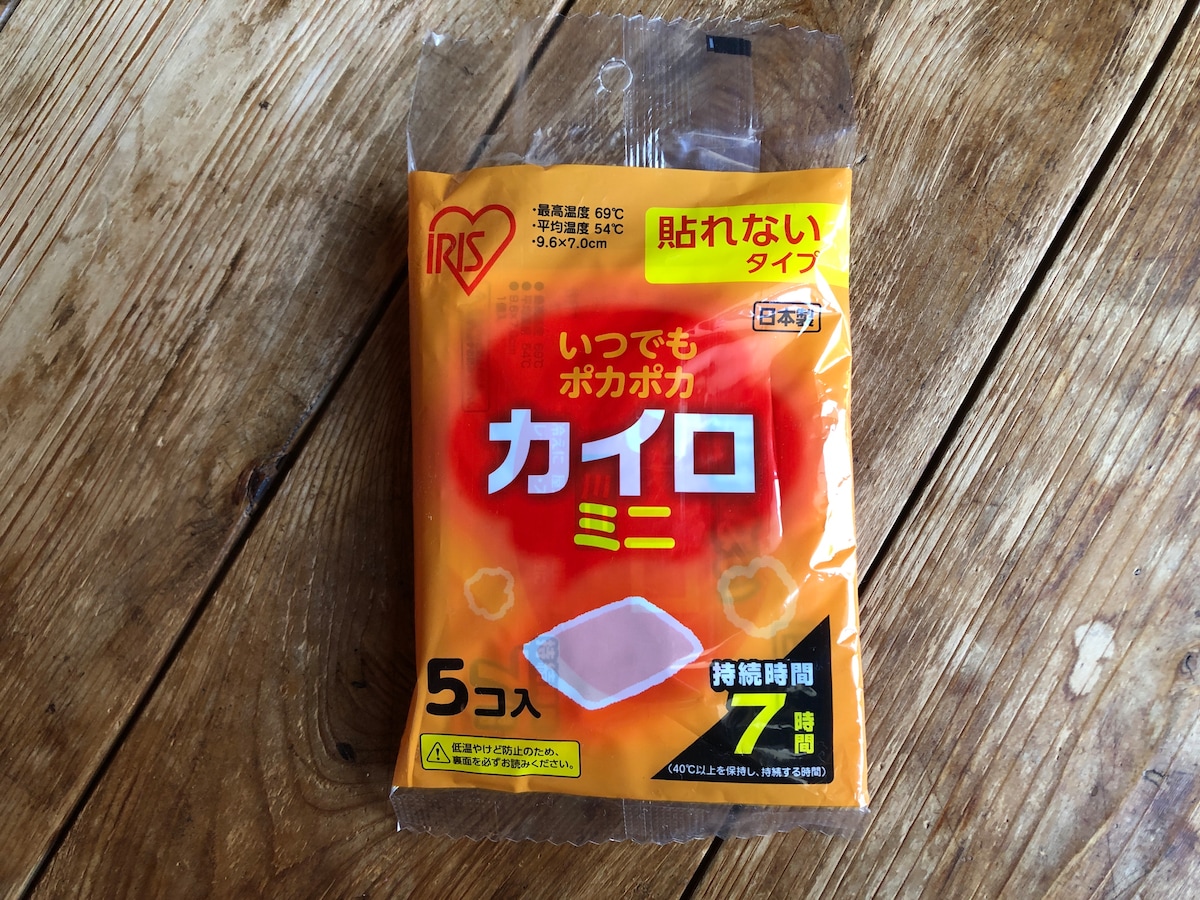 IRIS
・最高温度 69℃
・平均温度 54℃
・9.6×7.0cm
貼れない
タイプ
日本製
いつでも
ポカポカ
カイロ
ミニ
5コ入
持続時間
7時間
(40℃以上を保持し、持続する時間)
低温やけど防止のため、
裏面を必ずお読みください。